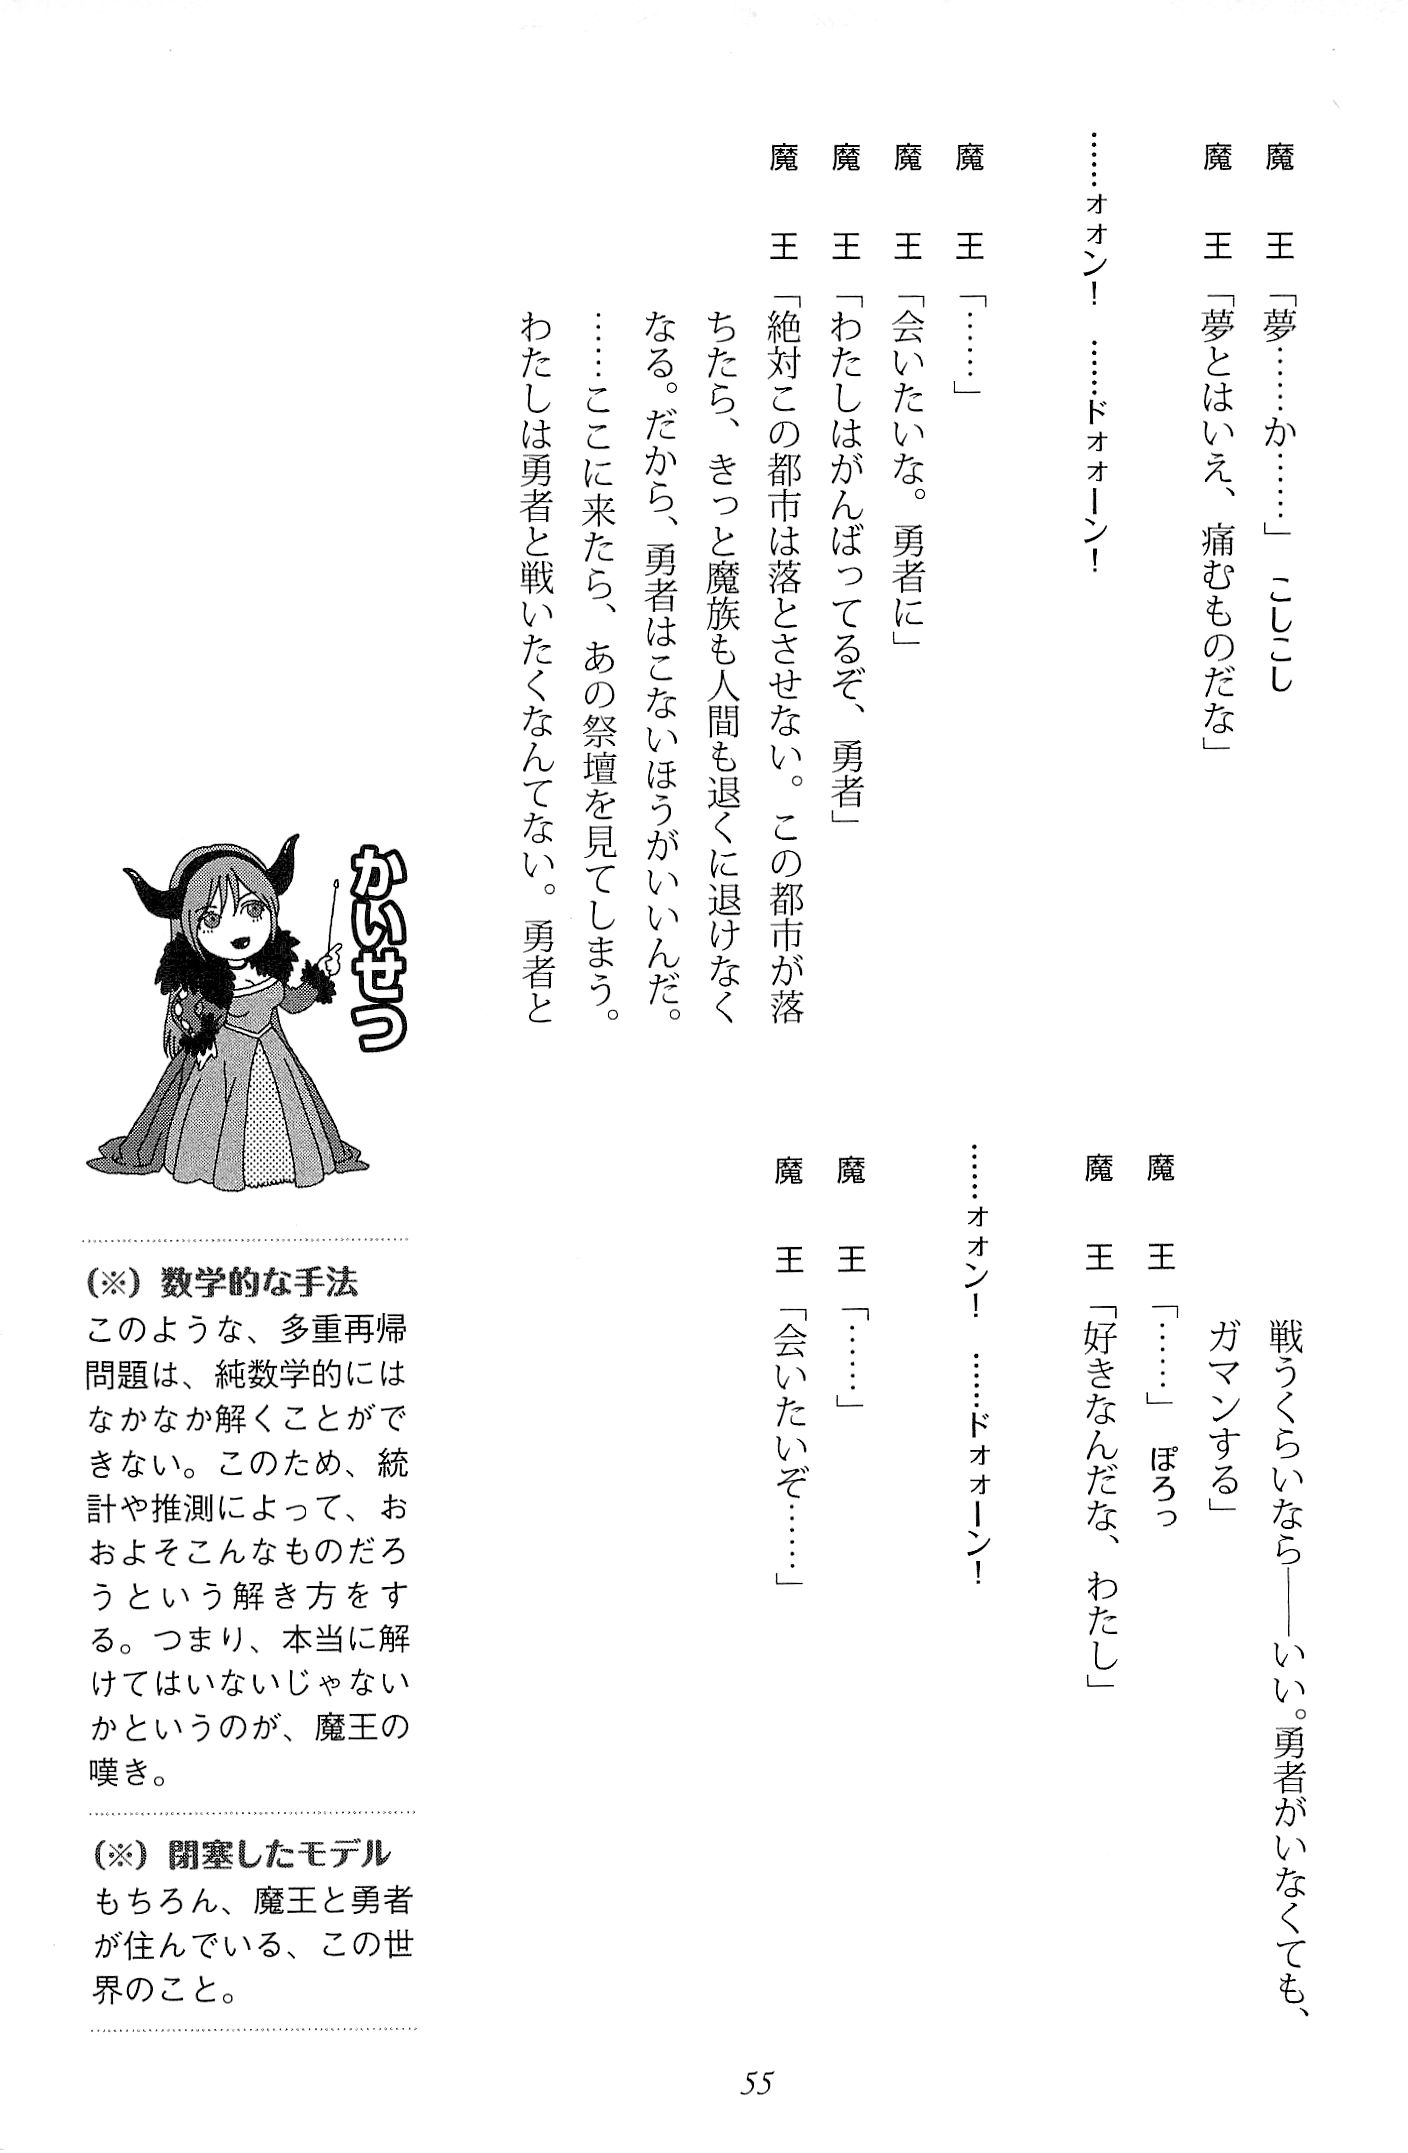 魔　王「夢……か……」　こしこし
魔　王「夢とはいえ、痛むものだな」
……ォォン！　……ドォォーン！
魔　王「……」
魔　王「会いたいな。勇者に」
魔　王「わたしはがんばってるぞ、勇者」
魔　王「絶対この都市は落とさせない。この都市が落
ちたら、きっと魔族も人間も退くに退けなく
なる。だから、勇者はこないほうがいいんだ。
……ここに来たら、あの祭壇を見てしまう。
わたしは勇者と戦いたくなんてない。勇者と
戦うくらいなら――いい。勇者がいなくても、
ガマンする」
魔　王「……」　ぽろっ
魔　王「好きなんだな、わたし」
……ォォン！　……ドォォーン！
魔　王「……」
魔　王「会いたいぞ……」
かいせつ
（※）数学的な手法
このような、多重再帰
問題は、純数学的には
なかなか解くことがで
きない。このため、統
計や推測によって、お
およそこんなものだろ
うという解き方をす
る。つまり、本当に解
けてはいないじゃない
かというのが、魔王の
嘆き。
（※）閉塞したモデル
もちろん、魔王と勇者
が住んでいる、この世
界のこと。
55